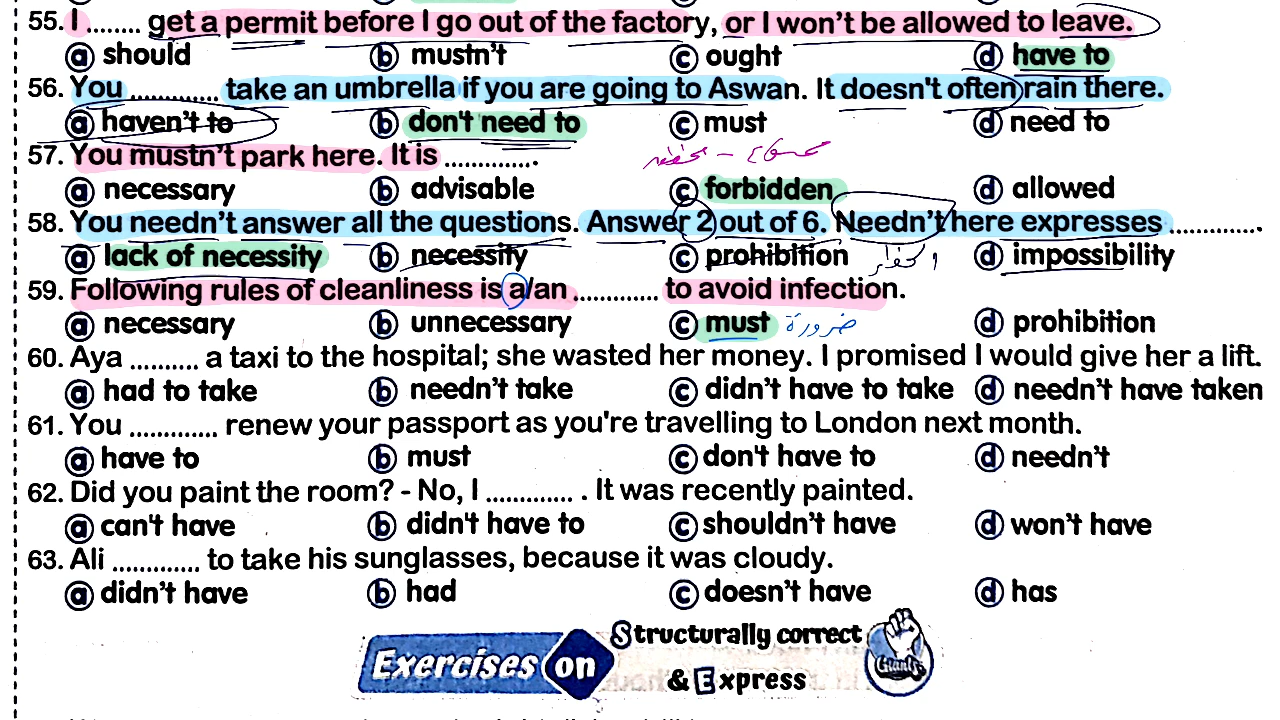 55. I ........ get a permit before I go out of the factory, or I won't be allowed to leave.
ⓐ should ⓑ mustn't ⓒ ought ⓓ have to
56. You ............ take an umbrella if you are going to Aswan. It doesn't often rain there.
ⓐ haven't to ⓑ don't need to ⓒ must ⓓ need to
57. You mustn't park here. It is .............
ⓐ necessary ⓑ advisable ⓒ forbidden ⓓ allowed
58. You needn't answer all the questions. Answer 2 out of 6. Needn't here expresses .............
ⓐ lack of necessity ⓑ necessity ⓒ prohibition ⓓ impossibility
59. Following rules of cleanliness is a/an ............ to avoid infection.
ⓐ necessary ⓑ unnecessary ⓒ must ضرورة ⓓ prohibition
60. Aya .......... a taxi to the hospital; she wasted her money. I promised I would give her a lift.
ⓐ had to take ⓑ needn't take ⓒ didn't have to take ⓓ needn't have taken
61. You ............ renew your passport as you're travelling to London next month.
ⓐ have to ⓑ must ⓒ don't have to ⓓ needn't
62. Did you paint the room? - No, I ............ . It was recently painted.
ⓐ can't have ⓑ didn't have to ⓒ shouldn't have ⓓ won't have
63. Ali ............ to take his sunglasses, because it was cloudy.
ⓐ didn't have ⓑ had ⓒ doesn't have ⓓ has
Exercises on Structurally correct
& Express
Giants